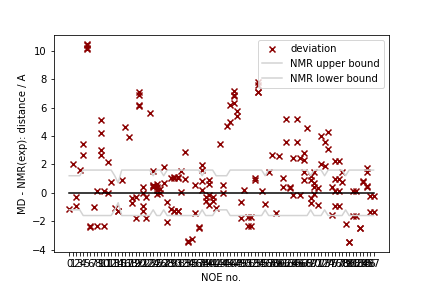 deviation
NMR upper bound
NMR lower bound
MD - NMR(exp): distance / A
10
8
6
4
2
0
−2
−4
NOE no.